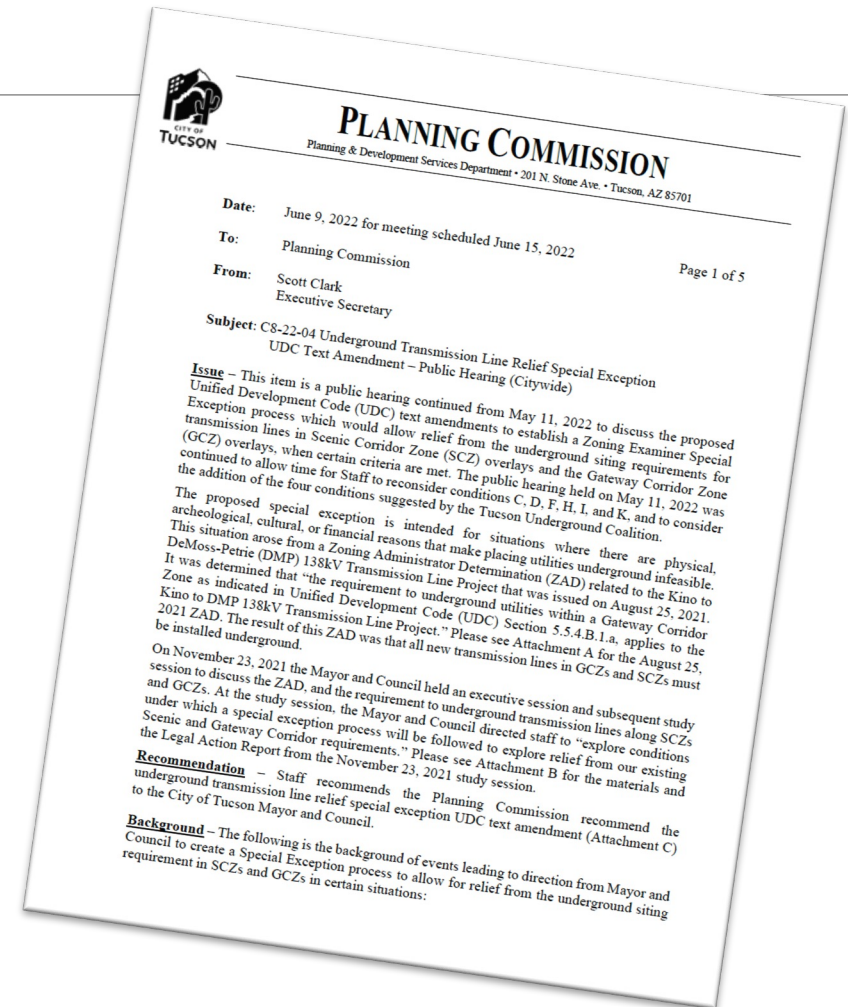 CITY OF
TUCSON
PLANNING COMMISSION
Planning & Development Services Department • 201 N. Stone Ave. • Tucson, AZ 85701
Date: June 9, 2022 for meeting scheduled June 15, 2022
To: Planning Commission
Page 1 of 5
From: Scott Clark
Executive Secretary
Subject: C8-22-04 Underground Transmission Line Relief Special Exception
UDC Text Amendment – Public Hearing (Citywide)
Issue – This item is a public hearing continued from May 11, 2022 to discuss the proposed
Unified Development Code (UDC) text amendments to establish a Zoning Examiner Special
Exception process which would allow relief from the underground siting requirements for
transmission lines in Scenic Corridor Zone (SCZ) overlays and the Gateway Corridor Zone
(GCZ) overlays, when certain criteria are met. The public hearing held on May 11, 2022 was
continued to allow time for Staff to reconsider conditions C, D, F, H, I, and K, and to consider
the addition of the four conditions suggested by the Tucson Underground Coalition.
The proposed special exception is intended for situations where there are physical,
archeological, cultural, or financial reasons that make placing utilities underground infeasible.
This situation arose from a Zoning Administrator Determination (ZAD) related to the Kino to
DeMoss-Petrie (DMP) 138kV Transmission Line Project that was issued on August 25, 2021.
It was determined that “the requirement to underground utilities within a Gateway Corridor
Zone as indicated in Unified Development Code (UDC) Section 5.5.4.B.1.a, applies to the
Kino to DMP 138kV Transmission Line Project.” Please see Attachment A for the August 25,
2021 ZAD. The result of this ZAD was that all new transmission lines in GCZs and SCZs must
be installed underground.
On November 23, 2021 the Mayor and Council held an executive session and subsequent study
session to discuss the ZAD, and the requirement to underground transmission lines along SCZs
and GCZs. At the study session, the Mayor and Council directed staff to “explore conditions
under which a special exception process will be followed to explore relief from our existing
Scenic and Gateway Corridor requirements.” Please see Attachment B for the materials and
the Legal Action Report from the November 23, 2021 study session.
Recommendation – Staff recommends the Planning Commission recommend the
underground transmission line relief special exception UDC text amendment (Attachment C)
to the City of Tucson Mayor and Council.
Background – The following is the background of events leading to direction from Mayor and
Council to create a Special Exception process to allow for relief from the underground siting
requirement in SCZs and GCZs in certain situations: